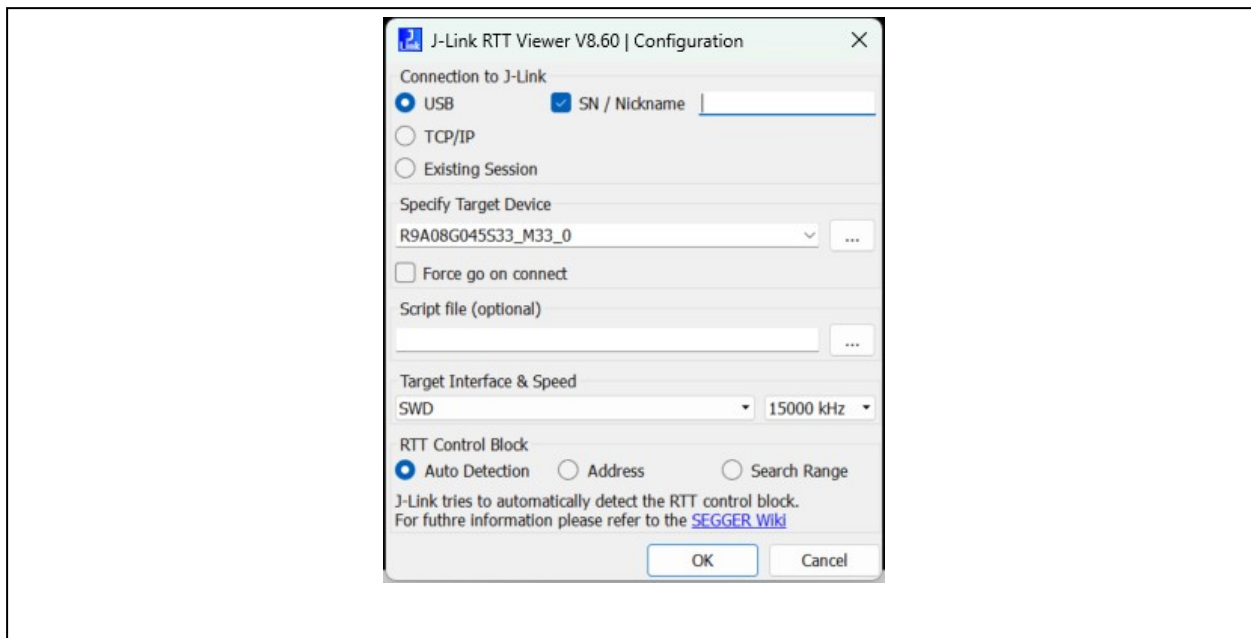 J-Link RTT Viewer V8.60 | Configuration
Connection to J-Link
USB SN / Nickname
TCP/IP
Existing Session
Specify Target Device
R9A08G045S33_M33_0
...
Force go on connect
Script file (optional)
...
Target Interface & Speed
SWD 15000 kHz
RTT Control Block
Auto Detection Address Search Range
J-Link tries to automatically detect the RTT control block.
For futhre information please refer to the SEGGER Wiki
OK Cancel